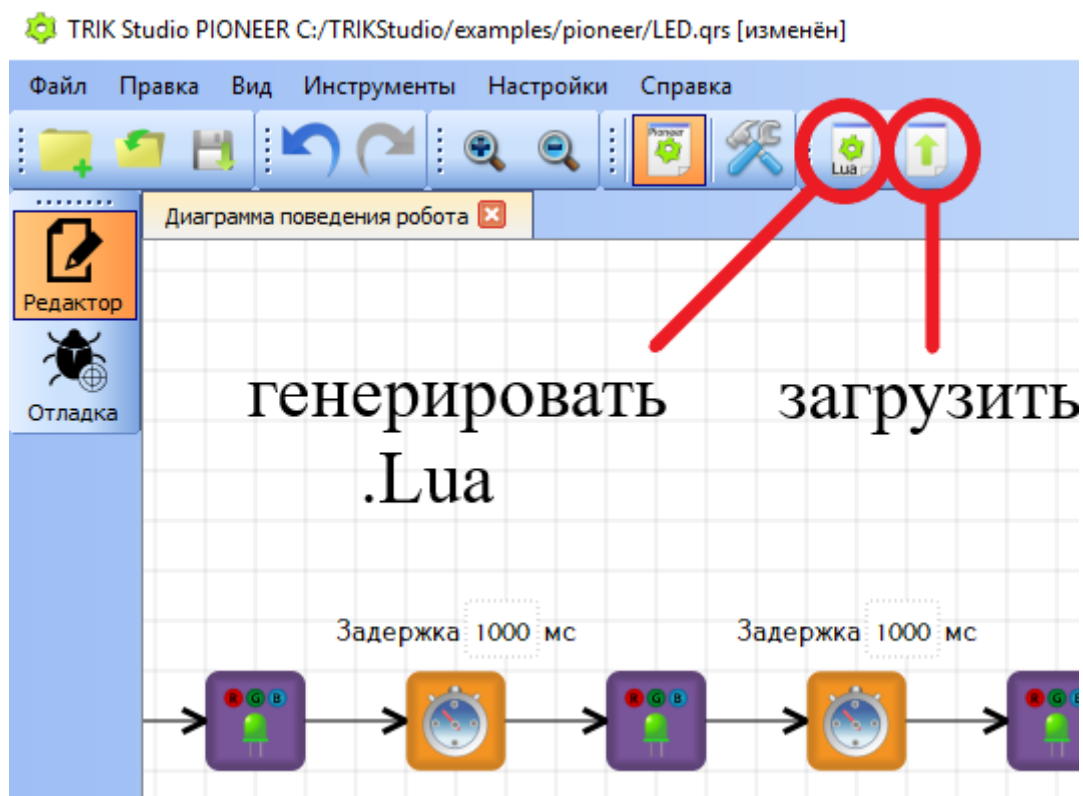 TRIK Studio PIONEER C:/TRIKStudio/examples/pioneer/LED.qrs [изменён]
Файл Правка Вид Инструменты Настройки Справка
Pioneer
Lua
Диаграмма поведения робота
Редактор
Отладка
генерировать
.Lua
загрузить
Задержка 1000 мс
Задержка 1000 мс
R G B
R G B
R G B